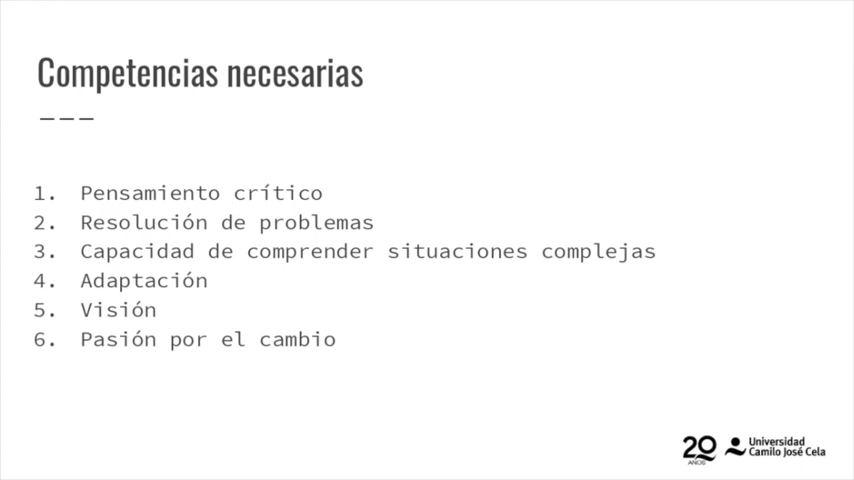 Competencias necesarias
1. Pensamiento crítico
2. Resolución de problemas
3. Capacidad de comprender situaciones complejas
4. Adaptación
5. Visión
6. Pasión por el cambio
20
AÑOS
Universidad
Camilo José Cela